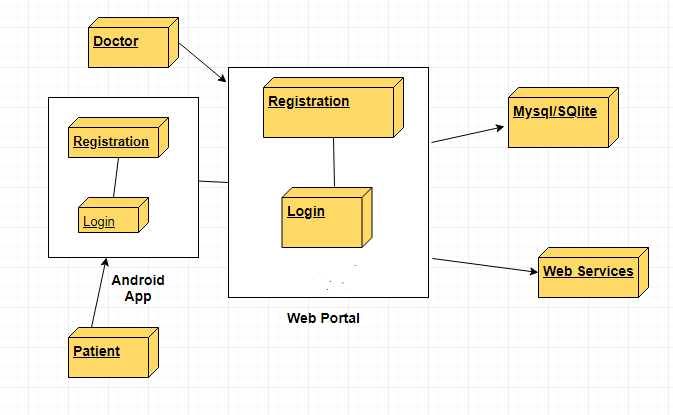 Doctor
Registration
Mysql/SQlite
Registration
Login
Login
Web Services
Android
App
Web Portal
Patient